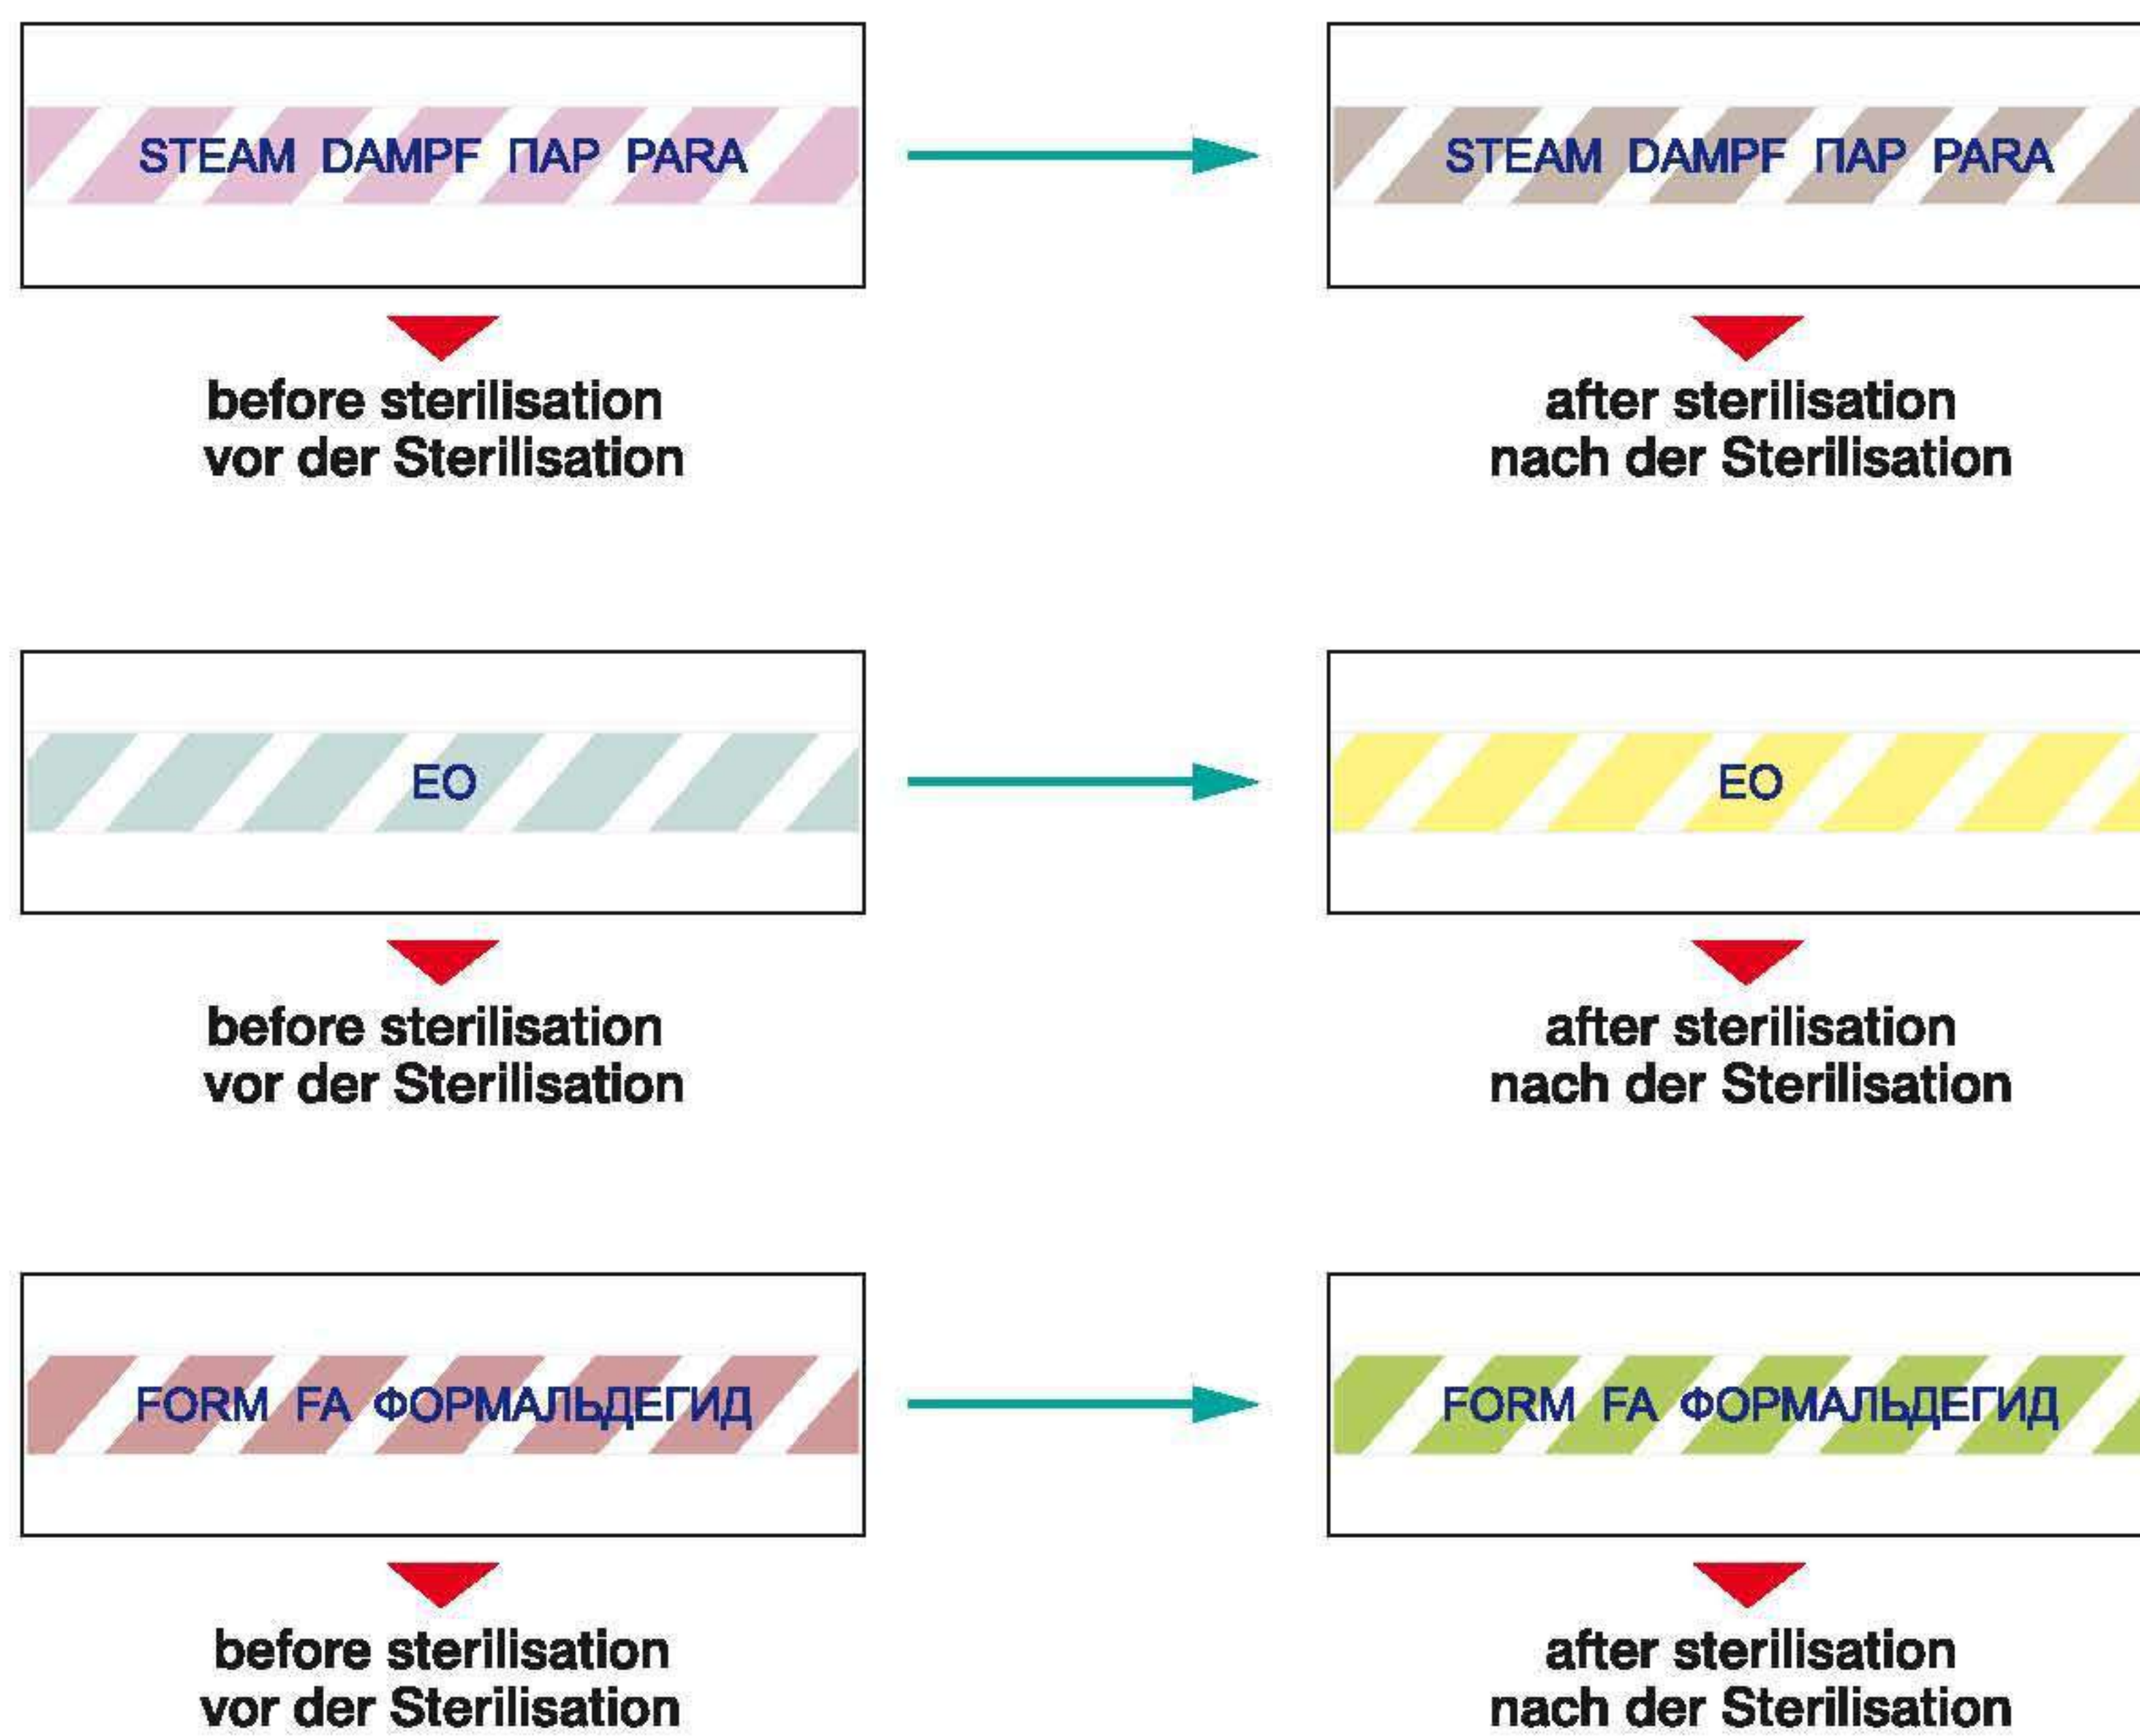 STEAM DAMPF ПАР PARA
STEAM DAMPF ПАР PARA
before sterilisation
vor der Sterilisation
after sterilisation
nach der Sterilisation
EO
EO
before sterilisation
vor der Sterilisation
after sterilisation
nach der Sterilisation
FORM FA ФОРМАЛЬДЕГИД
FORM FA ФОРМАЛЬДЕГИД
before sterilisation
vor der Sterilisation
after sterilisation
nach der Sterilisation